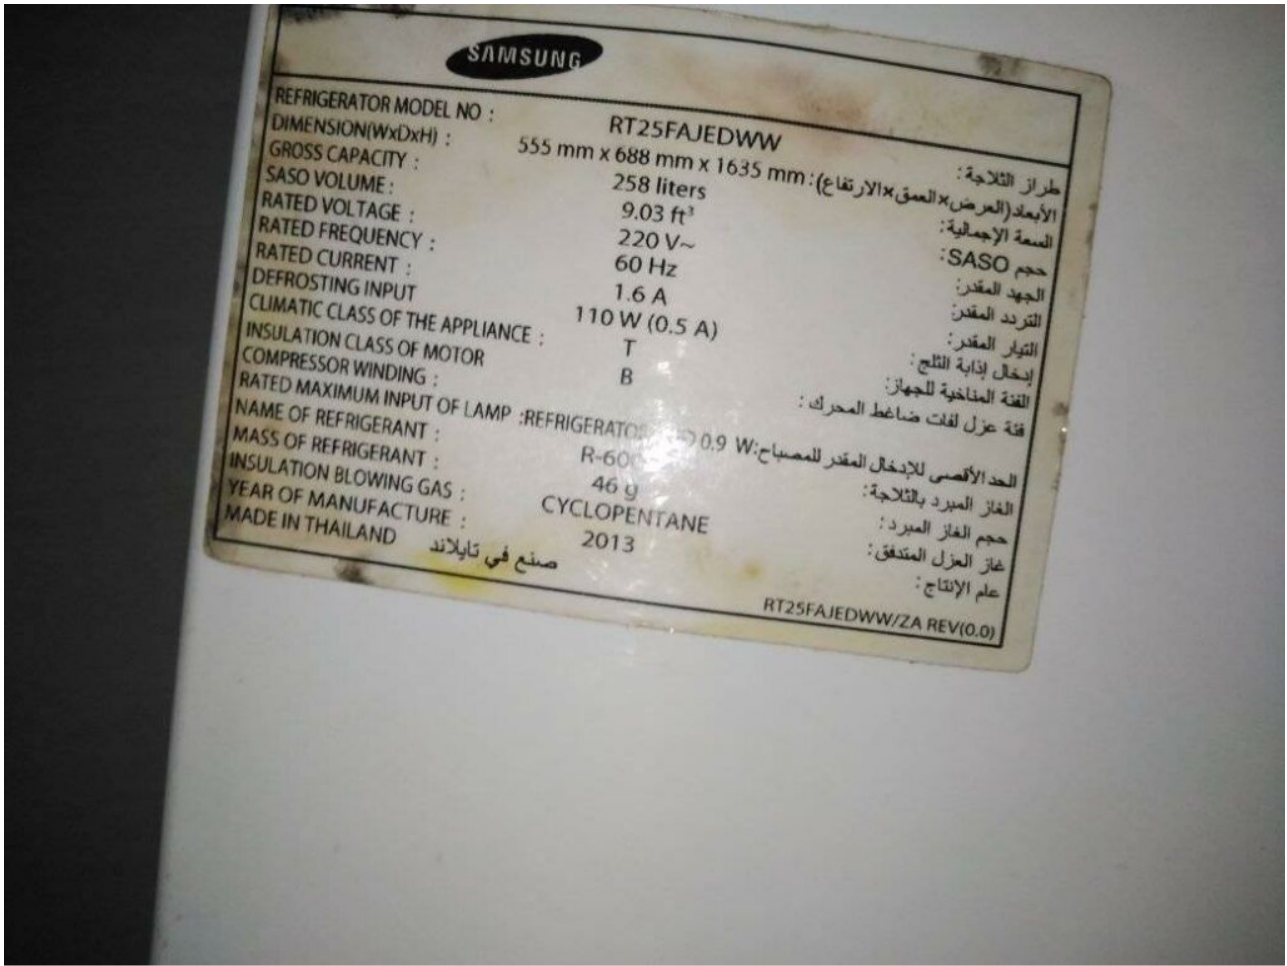 SAMSUNG
REFRIGERATOR MODEL NO : RT25FAJEDWW طراز الثلاجة:
DIMENSION(WxDxH) : 555 mm x 688 mm x 1635 mm :(الأبعاد(العرض×العمق×الارتفاع
GROSS CAPACITY : 258 liters السعة الإجمالية:
SASO VOLUME : 9.03 ft³ حجم SASO:
RATED VOLTAGE : 220 V~ الجهد المقدر:
RATED FREQUENCY : 60 Hz التردد المقدر:
RATED CURRENT : 1.6 A التيار المقدر:
DEFROSTING INPUT 110 W (0.5 A) إدخال إذابة الثلج:
CLIMATIC CLASS OF THE APPLIANCE : T الفئة المناخية للجهاز:
INSULATION CLASS OF MOTOR
COMPRESSOR WINDING : B فئة عزل لفات ضاغط المحرك :
RATED MAXIMUM INPUT OF LAMP :REFRIGERATOR 0.9 W:الحد الأقصى للإدخال المقدر للمصباح
NAME OF REFRIGERANT : الغاز المبرد بالثلاجة:
MASS OF REFRIGERANT : 46 g حجم الغاز المبرد:
INSULATION BLOWING GAS : CYCLOPENTANE غاز العزل المتدفق:
YEAR OF MANUFACTURE : 2013 عام الإنتاج:
MADE IN THAILAND صنع في تايلاند
RT25FAJEDWW/ZA REV(0.0)